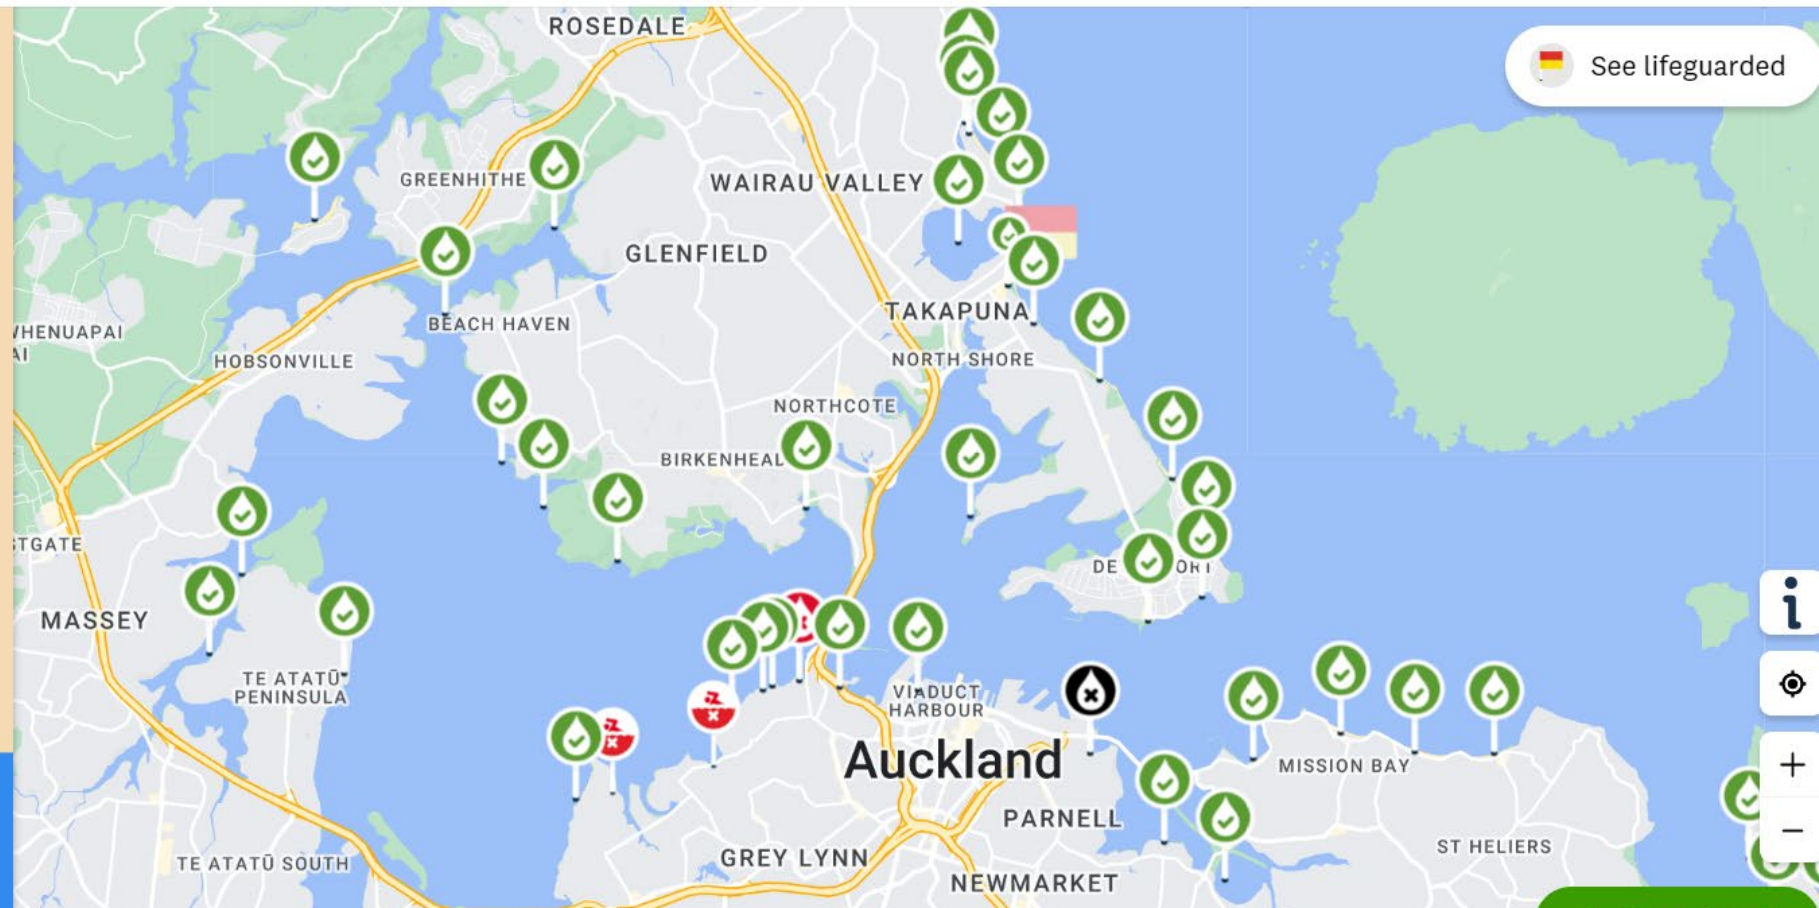 ROSEDALE
See lifeguarded
GREENHITHE
WAIRAU VALLEY
GLENFIELD
TAKAPUNA
BEACH HAVEN
HOBSONVILLE
NORTH SHORE
NORTHCOTE
MASSEY
VIADUCT
HARBOUR
TE ATATŪ
PENINSULA
Auckland
MISSION BAY
PARNELL
ST HELIERS
GREY LYNN
TE ATATŪ SOUTH
NEWMARKET